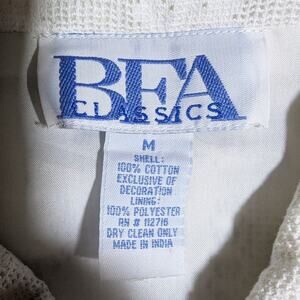 BFA
CLASSICS
M
SHELL:
100% COTTON
EXCLUSIVE OF
DECORATION
LINING:
100% POLYESTER
RN # 112716
DRY CLEAN ONLY
MADE IN INDIA